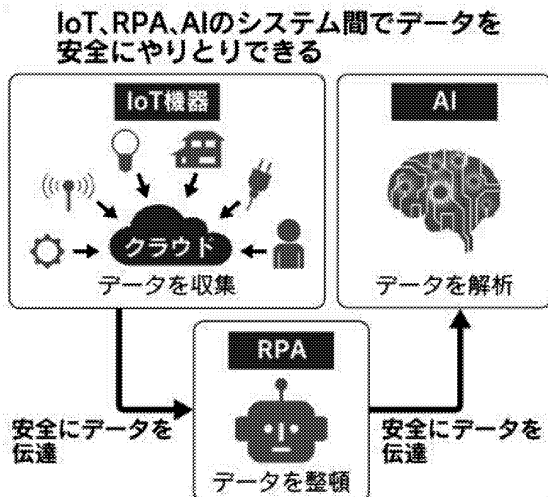 IoT、RPA、AIのシステム間でデータを
安全にやりとりできる
IoT機器
クラウド
データを収集
AI
データを解析
RPA
データを整頓
安全にデータを
伝達
安全にデータを
伝達